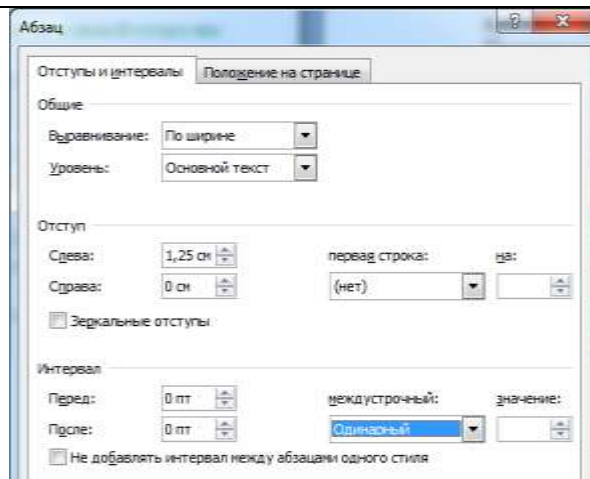 Абзац
Отступы и интервалы Положение на странице
Общие
Выравнивание: По ширине
Уровень: Основной текст
Отступ
Слева: 1,25 см первая строка: на:
Справа: 0 см (нет)
Зеркальные отступы
Интервал
Перед: 0 пт междустрочный: значение:
После: 0 пт Одинарный
Не добавлять интервал между абзацами одного стиля